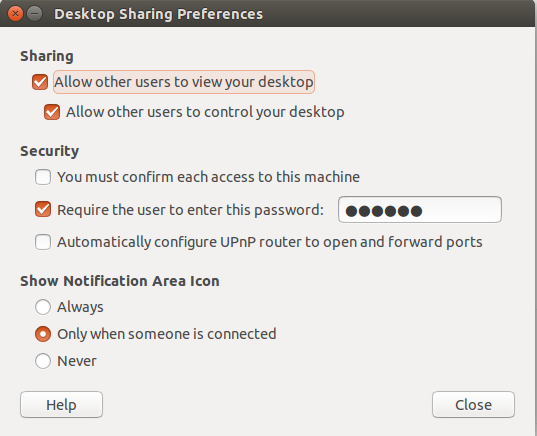 Desktop Sharing Preferences
Sharing
Allow other users to view your desktop
Allow other users to control your desktop
Security
You must confirm each access to this machine
Require the user to enter this password: ●●●●●●
Automatically configure UPnP router to open and forward ports
Show Notification Area Icon
Always
Only when someone is connected
Never
Help Close